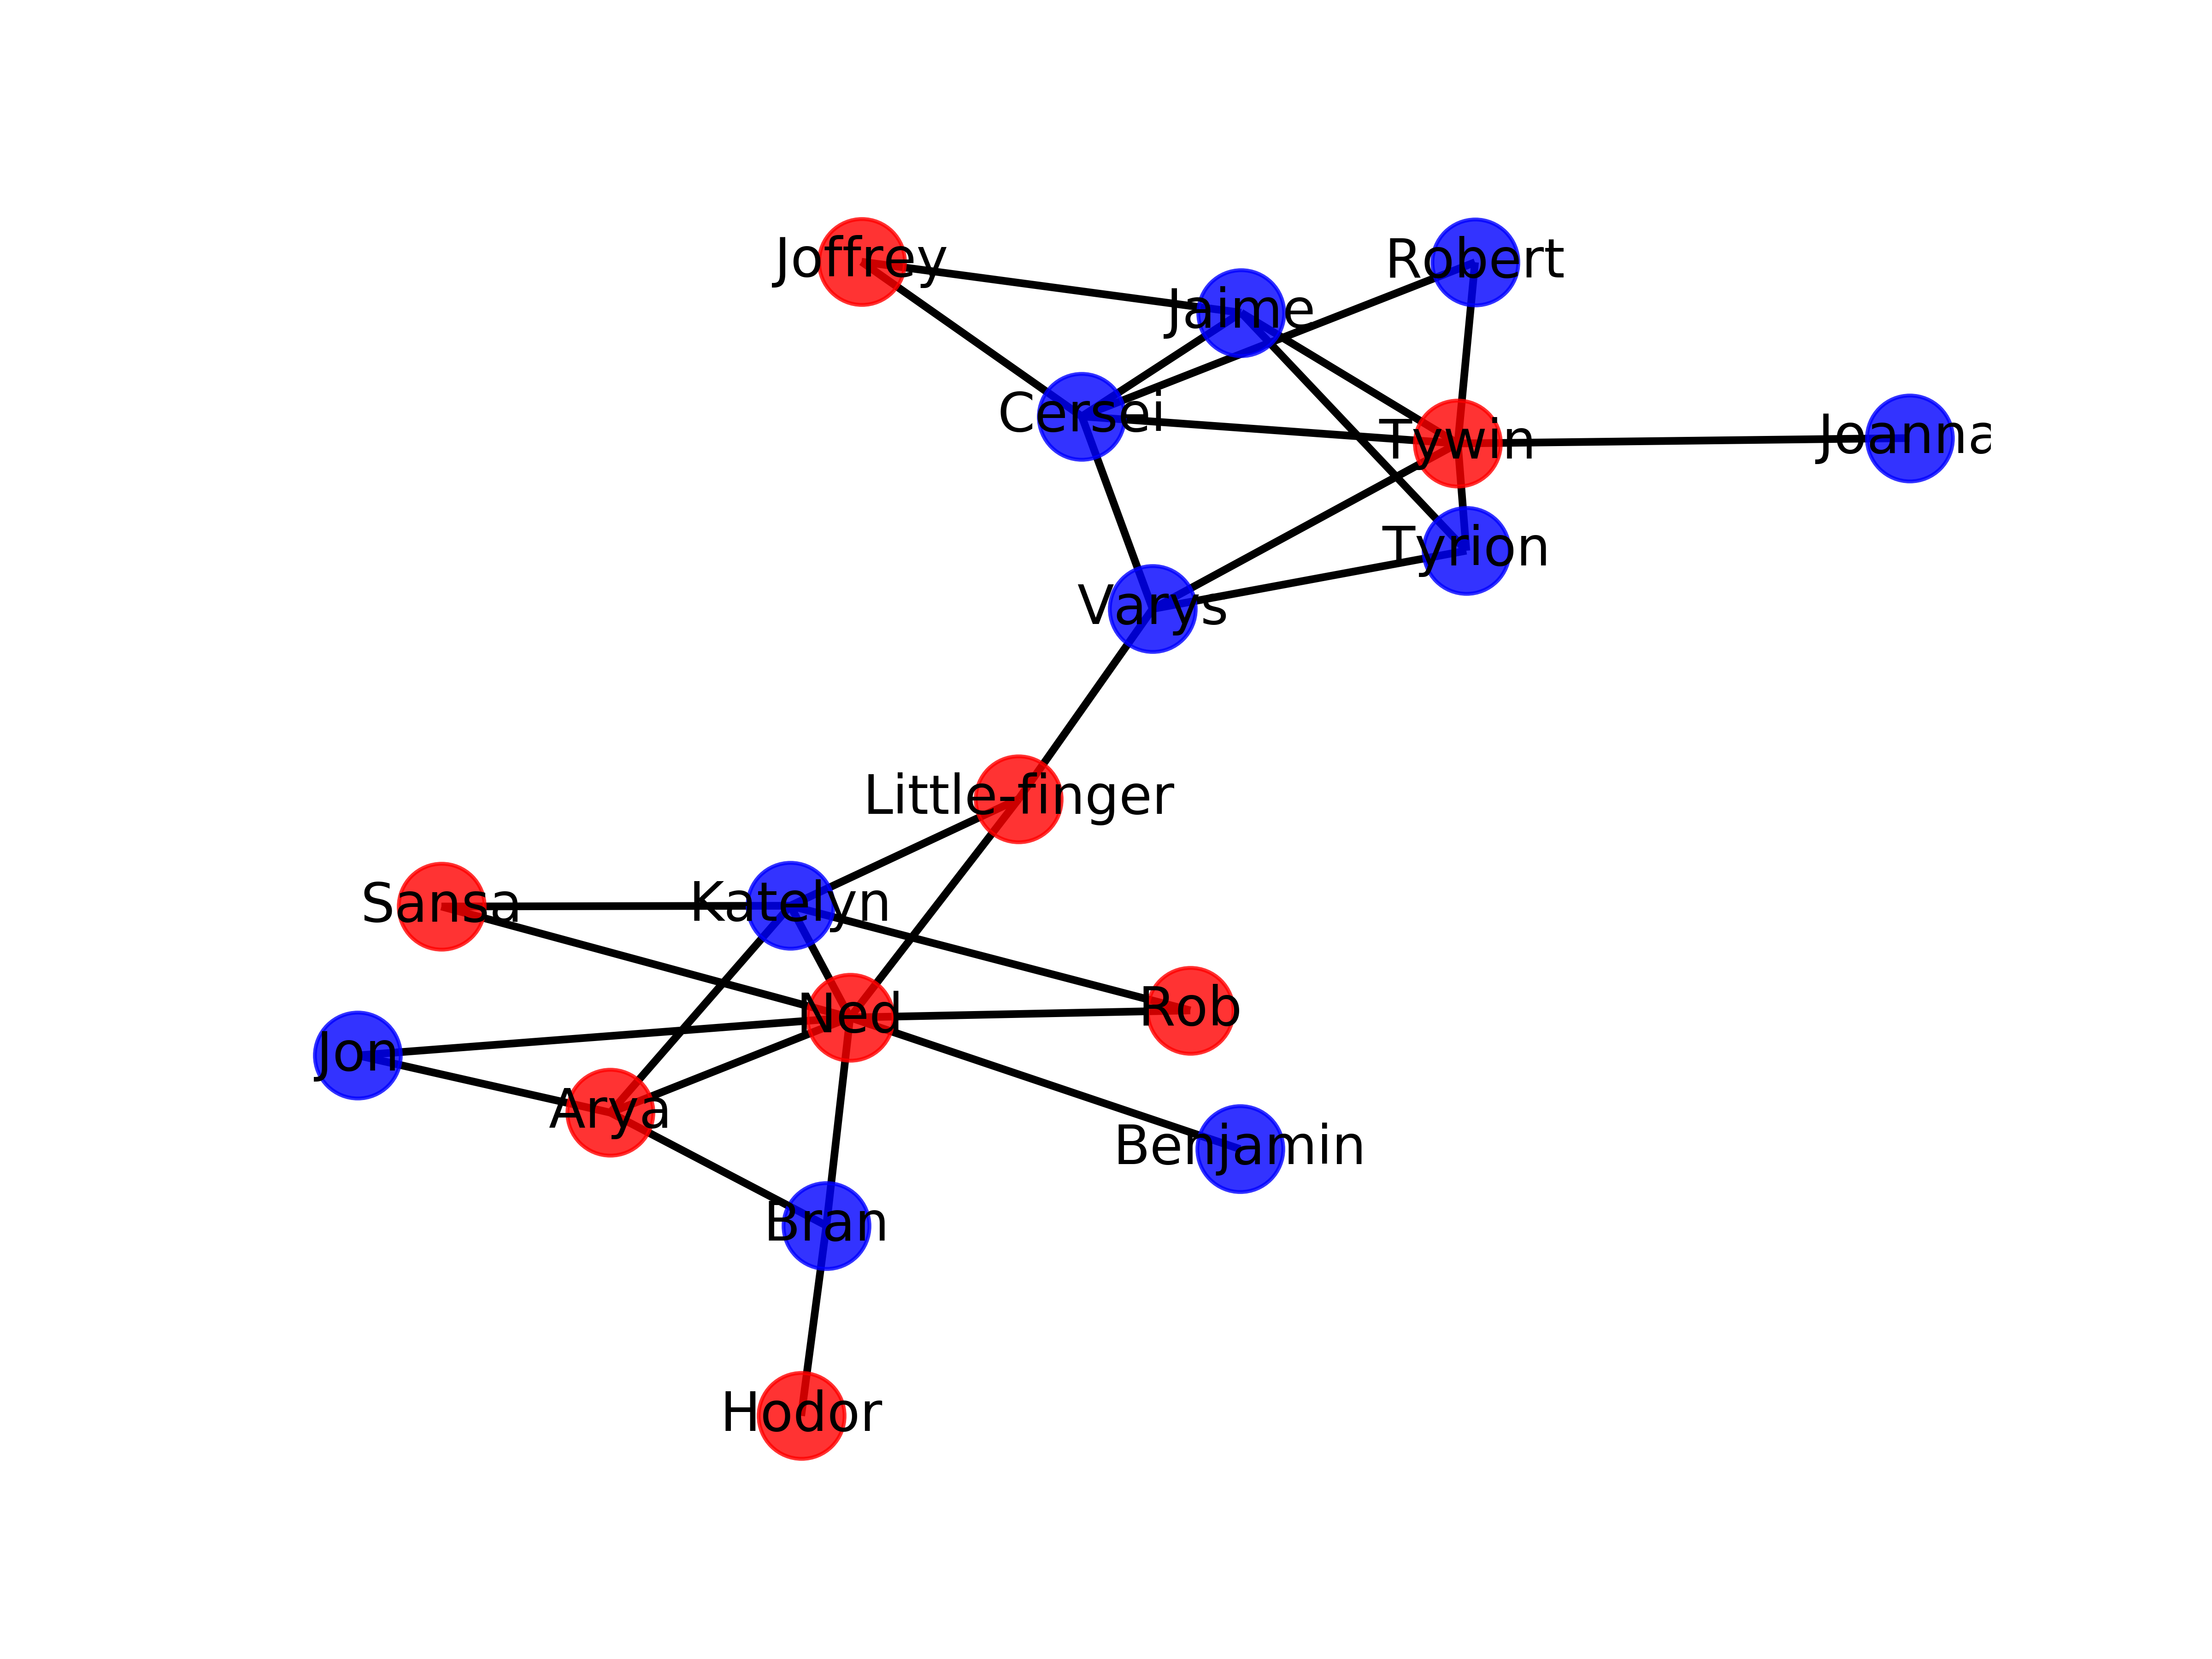 Joffrey
Robert
Jaime
Cersei
Tywin
Joanna
Tyrion
Varys
Little-finger
Sansa
Katelyn
Ned
Rob
Jon
Arya
Benjamin
Bran
Hodor